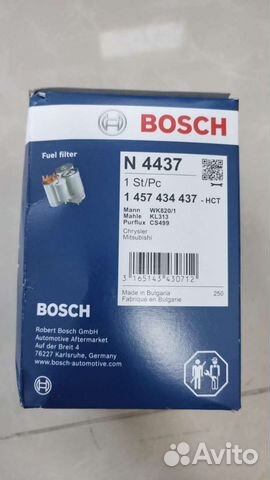 BOSCH
Fuel filter
N 4437
1 St/Pc
1 457 434 437 - HCT
Mann WK820/1
Mahle KL313
Purflux CS499
Chrysler
Mitsubishi
3 165143 430712
Made in Bulgaria 250
Fabriqué en Bulgarie
BOSCH
Robert Bosch GmbH
Automotive Aftermarket
Auf der Breit 4
76227 Karlsruhe, Germany
www.bosch-automotive.com
Avito